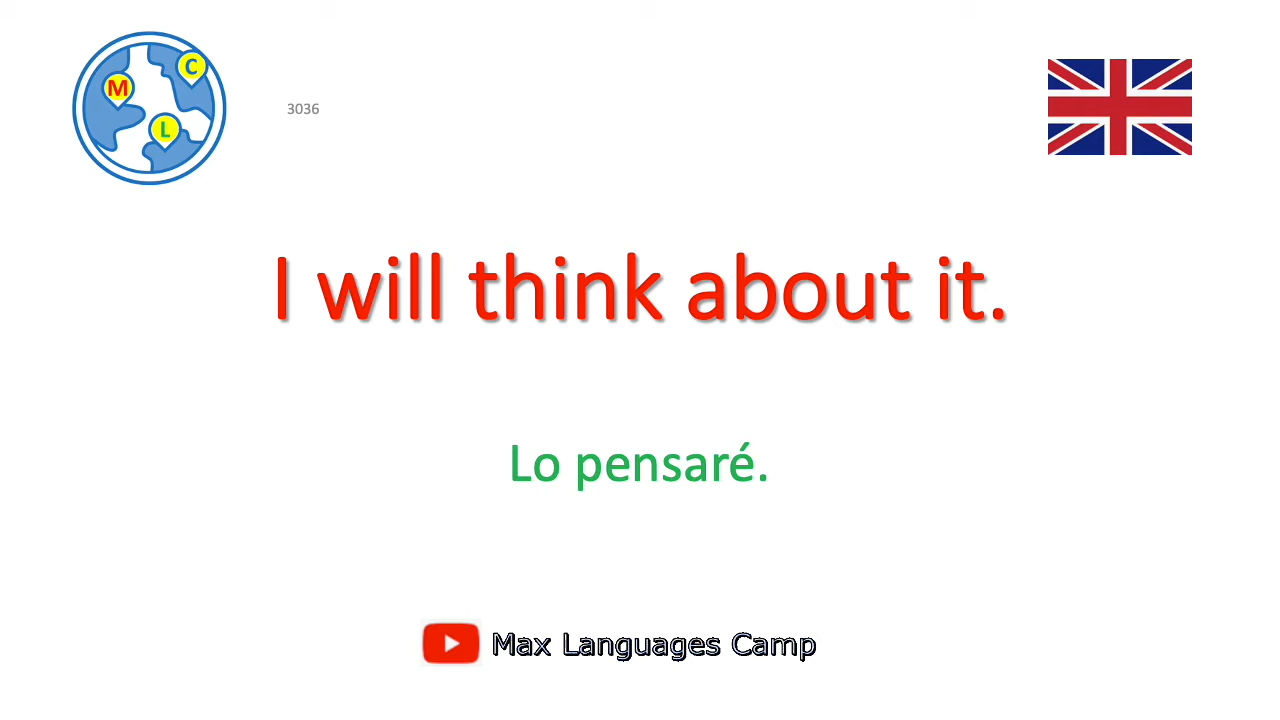 M
C
L
3036
I will think about it.
Lo pensaré.
Max Languages Camp